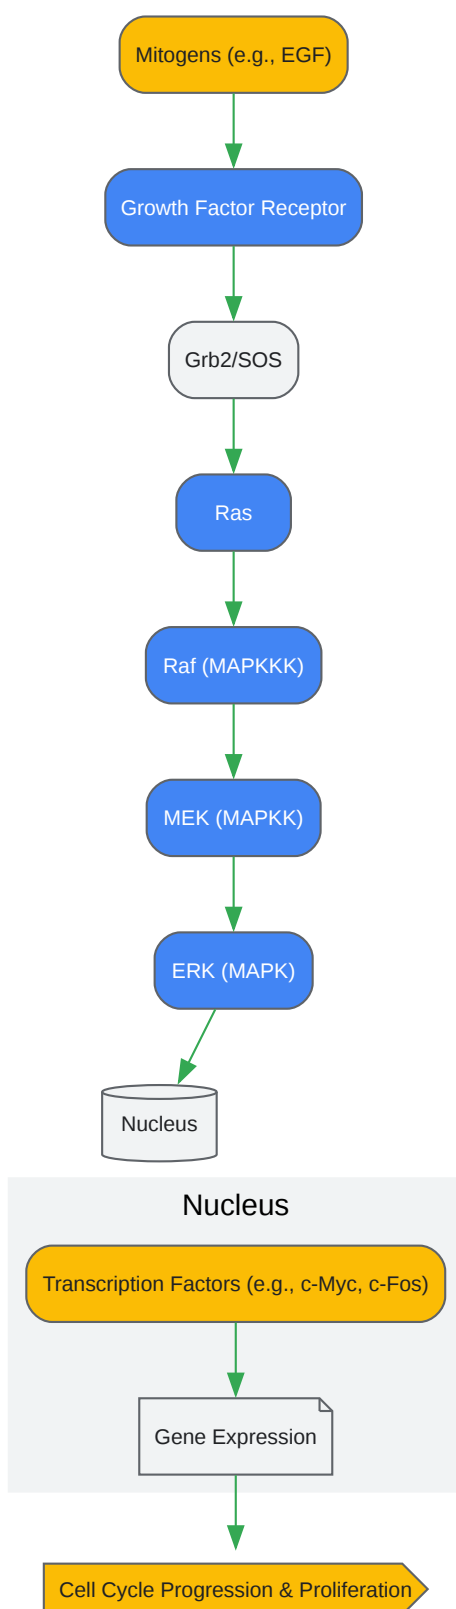 Mitogens (e.g., EGF)
Growth Factor Receptor
Grb2/SOS
Ras
Raf (MAPKKK)
MEK (MAPKK)
ERK (MAPK)
Nucleus
Nucleus
Transcription Factors (e.g., c-Myc, c-Fos)
Gene Expression
Cell Cycle Progression & Proliferation